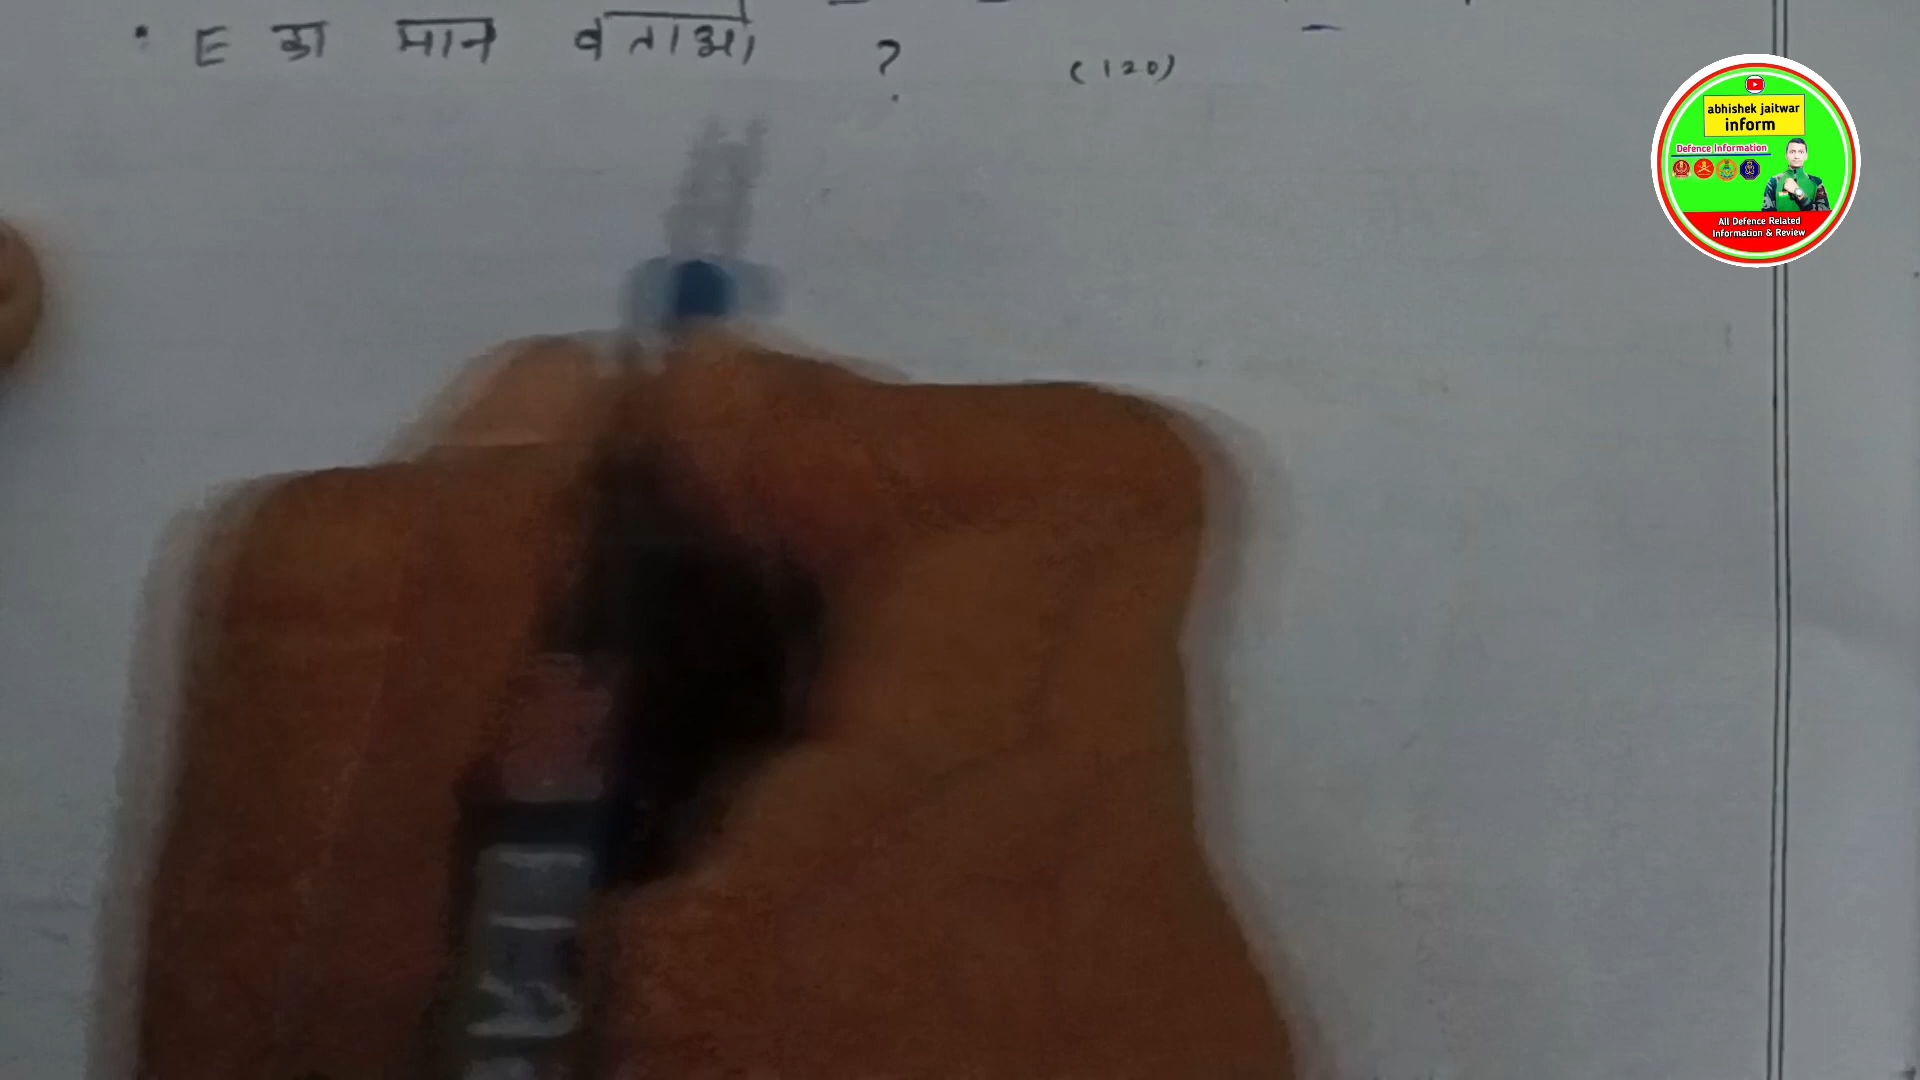 • E का मान बताओ ? (120)
abhishek jaitwar
inform
Defence Information
All Defence Related
Information & Review